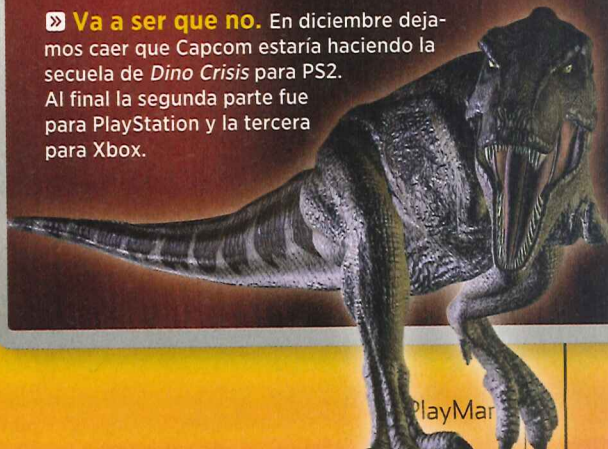 Va a ser que no. En diciembre deja-
mos caer que Capcom estaría haciendo la
secuela de Dino Crisis para PS2.
Al final la segunda parte fue
para PlayStation y la tercera
para Xbox.
PlayMan